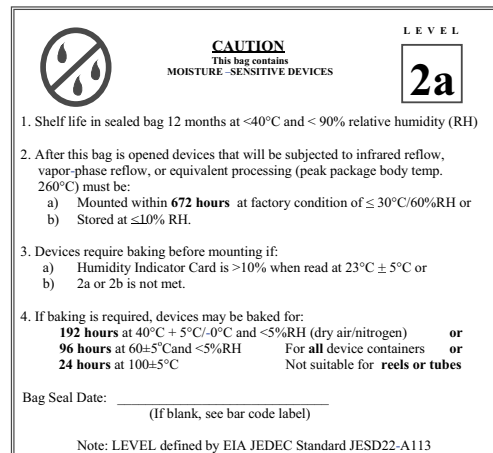 LEVEL
CAUTION
This bag contains
MOISTURE –SENSITIVE DEVICES
2a
1. Shelf life in sealed bag 12 months at <40°C and < 90% relative humidity (RH)
2. After this bag is opened devices that will be subjected to infrared reflow,
vapor-phase reflow, or equivalent processing (peak package body temp.
260°C) must be:
a) Mounted within 672 hours at factory condition of ≤ 30°C/60%RH or
b) Stored at ≤10% RH.
3. Devices require baking before mounting if:
a) Humidity Indicator Card is >10% when read at 23°C ± 5°C or
b) 2a or 2b is not met.
4. If baking is required, devices may be baked for:
192 hours at 40°C + 5°C/-0°C and <5%RH (dry air/nitrogen) or
96 hours at 60±5°Cand <5%RH For all device containers or
24 hours at 100±5°C Not suitable for reels or tubes
Bag Seal Date: ______________________________
(If blank, see bar code label)
Note: LEVEL defined by EIA JEDEC Standard JESD22-A113